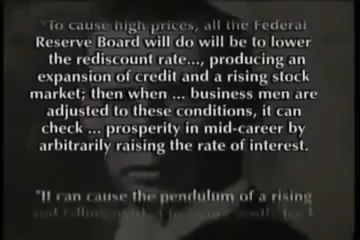 "To cause high prices, all the Federal
Reserve Board will do will be to lower
the rediscount rate..., producing an
expansion of credit and a rising stock
market; then when ... business men are
adjusted to these conditions, it can
check ... prosperity in mid-career by
arbitrarily raising the rate of interest.
"It can cause the pendulum of a rising
and falling market